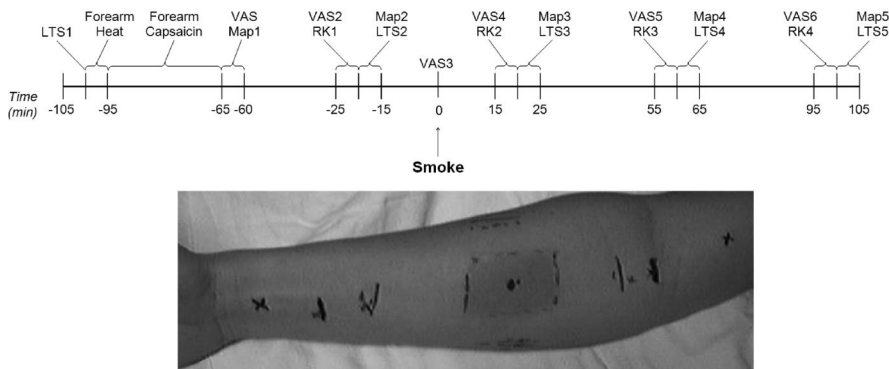 LTS1
Forearm Heat
Forearm Capsaicin
VAS Map1
VAS2 RK1
Map2 LTS2
VAS3
VAS4 RK2
Map3 LTS3
VAS5 RK3
Map4 LTS4
VAS6 RK4
Map5 LTS5
Time (min)
-105 -95 -65 -60 -25 -15 0 15 25 55 65 95 105
Smoke